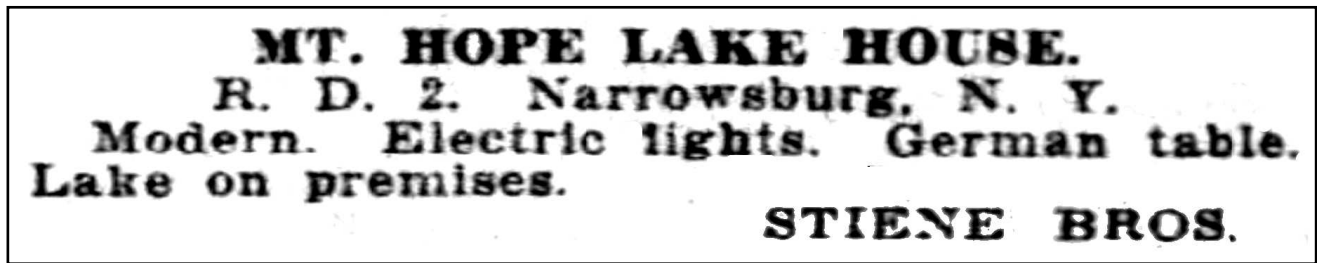 MT. HOPE LAKE HOUSE.
R. D. 2. Narrowsburg, N. Y.
Modern. Electric lights. German table.
Lake on premises.
STIENE BROS.